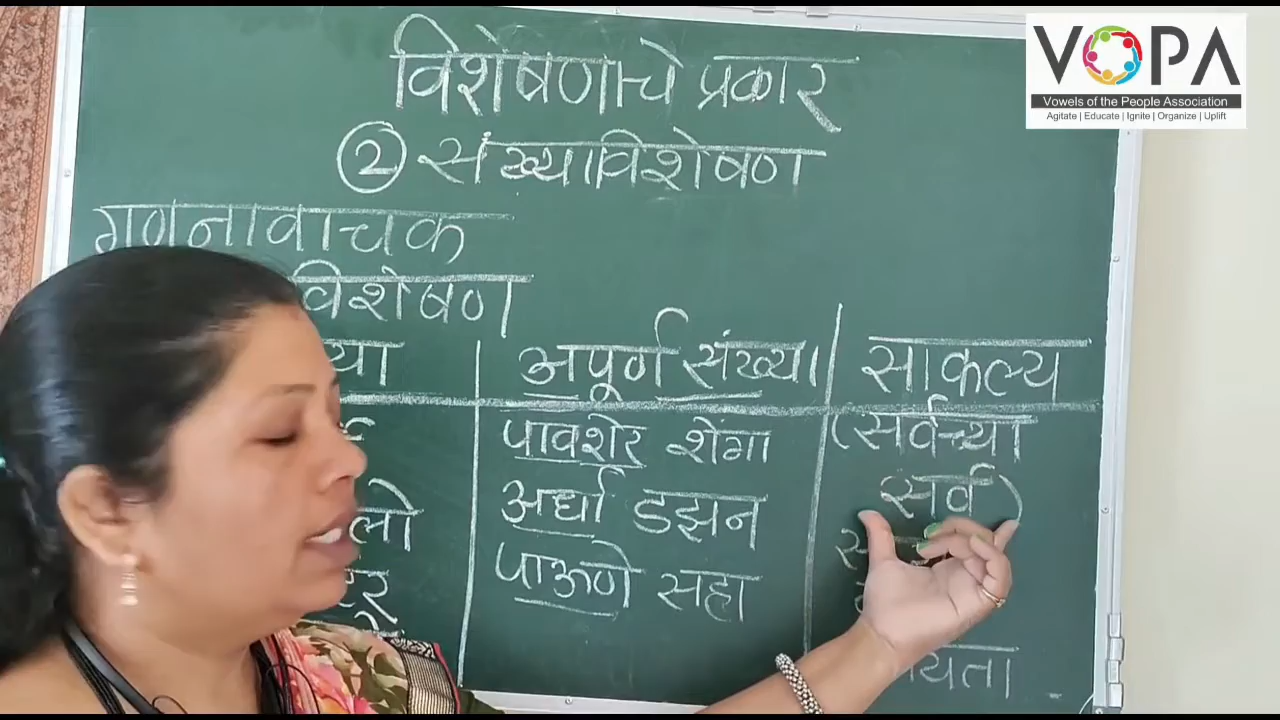 विशेषणाचे प्रकार
② संख्याविशेषण
गणनावाचक
विशेषण
अपूर्ण संख्या
साकल्य
पावशेर शेंगा
(सर्वच्या
अर्धा डझन
सर्व)
पाऊणे सहा
VOPA
Vowels of the People Association
Agitate | Educate | Ignite | Organize | Uplift